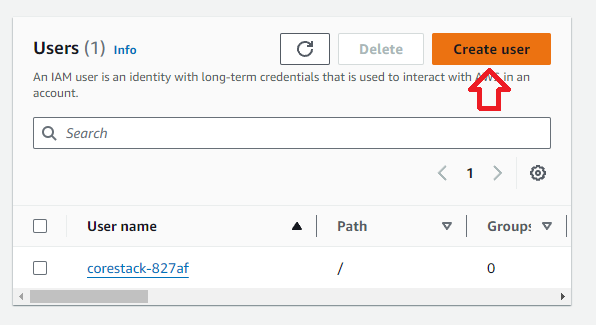 Users (1) Info
Delete
Create user
An IAM user is an identity with long-term credentials that is used to interact with AWS in an
account.
Search
1
User name
Path
Groups
corestack-827af
/
0